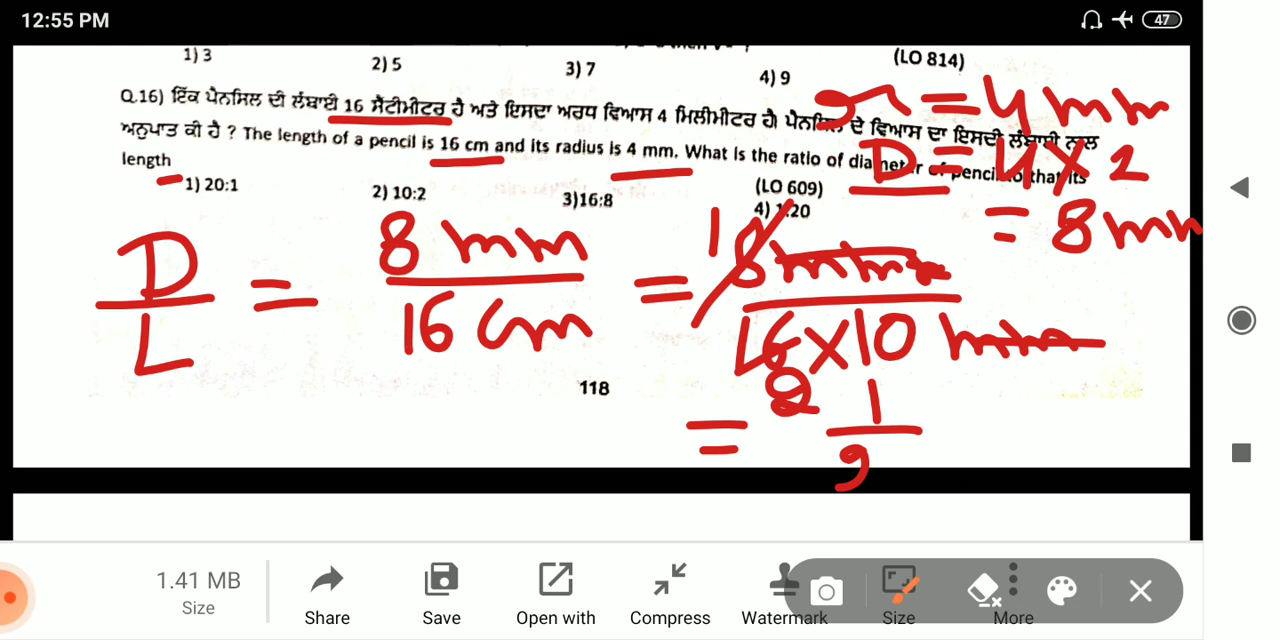 12:55 PM
47
1) 3
2) 5
3) 7
4) 9
(LO 814)
Q.16) ਇੱਕ ਪੈਨਸਿਲ ਦੀ ਲੰਬਾਈ 16 ਸੈਂਟੀਮੀਟਰ ਹੈ ਅਤੇ ਇਸਦਾ ਅਰਧ ਵਿਆਸ 4 ਮਿਲੀਮੀਟਰ ਹੈ। ਪੈਨਸਿਲ ਦੇ ਵਿਆਸ ਦਾ ਇਸਦੀ ਲੰਬਾਈ ਨਾਲ
ਅਨੁਪਾਤ ਕੀ ਹੈ ? The length of a pencil is 16 cm and its radius is 4 mm. What is the ratio of diameter of pencil to that its
length
(LO 609)
1) 20:1
2) 10:2
3)16:8
4) 1:20
= 4 mm
D = 4 × 2
= 8 mm
D/L = 8 mm/16 cm = 8mm/16×10 mm
1
2
= 1/2
118
1.41 MB
Size
Share
Save
Open with
Compress
Watermark
Size
More